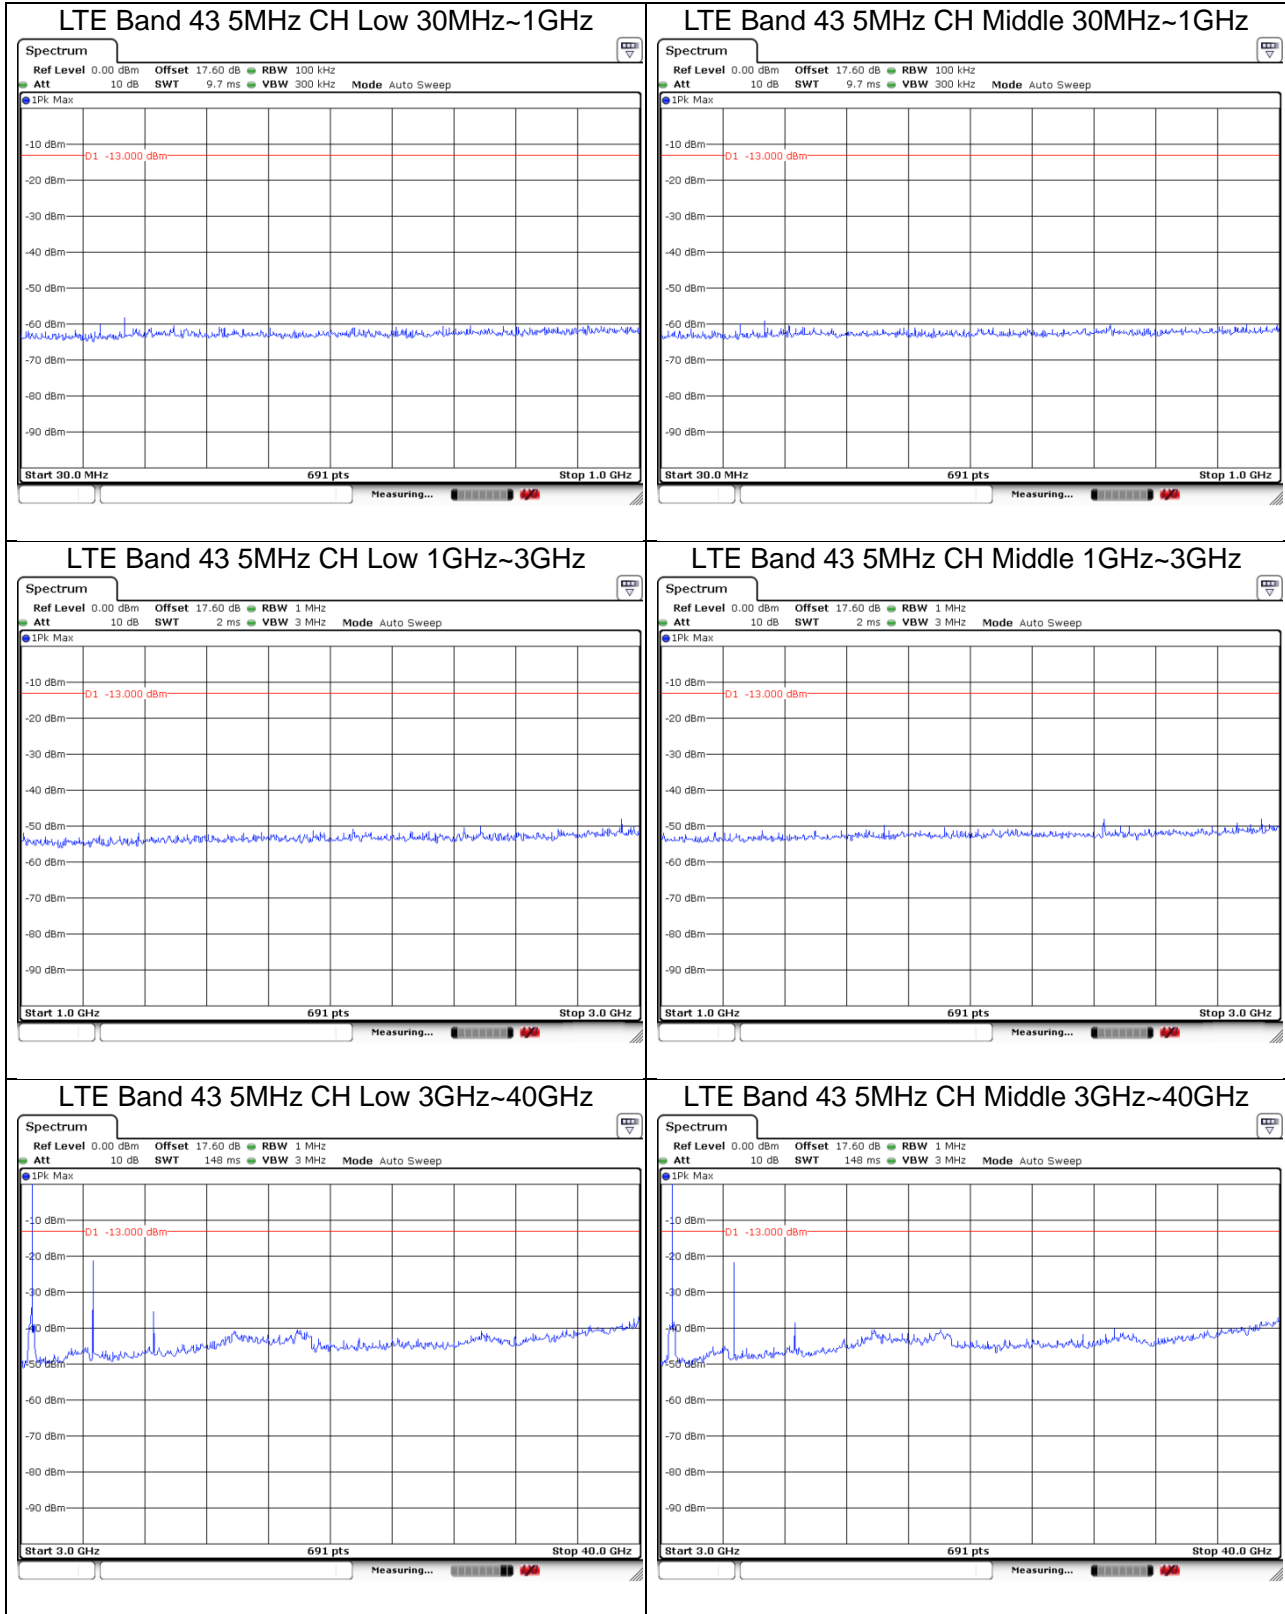 LTE Band 43 5MHz CH Low 30MHz~1GHz
Spectrum
Ref Level 0.00 dBm Offset 17.60 dB RBW 100 kHz
Att 10 dB SWT 9.7 ms VBW 300 kHz Mode Auto Sweep
1Pk Max
-10 dBm
D1 -13.000 dBm
-20 dBm
-30 dBm
-40 dBm
-50 dBm
-60 dBm
-70 dBm
-80 dBm
-90 dBm
Start 30.0 MHz 691 pts Stop 1.0 GHz
Measuring...
LTE Band 43 5MHz CH Middle 30MHz~1GHz
Spectrum
Ref Level 0.00 dBm Offset 17.60 dB RBW 100 kHz
Att 10 dB SWT 9.7 ms VBW 300 kHz Mode Auto Sweep
1Pk Max
-10 dBm
D1 -13.000 dBm
-20 dBm
-30 dBm
-40 dBm
-50 dBm
-60 dBm
-70 dBm
-80 dBm
-90 dBm
Start 30.0 MHz 691 pts Stop 1.0 GHz
Measuring...
LTE Band 43 5MHz CH Low 1GHz~3GHz
Spectrum
Ref Level 0.00 dBm Offset 17.60 dB RBW 1 MHz
Att 10 dB SWT 2 ms VBW 3 MHz Mode Auto Sweep
1Pk Max
-10 dBm
D1 -13.000 dBm
-20 dBm
-30 dBm
-40 dBm
-50 dBm
-60 dBm
-70 dBm
-80 dBm
-90 dBm
Start 1.0 GHz 691 pts Stop 3.0 GHz
Measuring...
LTE Band 43 5MHz CH Middle 1GHz~3GHz
Spectrum
Ref Level 0.00 dBm Offset 17.60 dB RBW 1 MHz
Att 10 dB SWT 2 ms VBW 3 MHz Mode Auto Sweep
1Pk Max
-10 dBm
D1 -13.000 dBm
-20 dBm
-30 dBm
-40 dBm
-50 dBm
-60 dBm
-70 dBm
-80 dBm
-90 dBm
Start 1.0 GHz 691 pts Stop 3.0 GHz
Measuring...
LTE Band 43 5MHz CH Low 3GHz~40GHz
Spectrum
Ref Level 0.00 dBm Offset 17.60 dB RBW 1 MHz
Att 10 dB SWT 148 ms VBW 3 MHz Mode Auto Sweep
1Pk Max
-10 dBm
D1 -13.000 dBm
-20 dBm
-30 dBm
-40 dBm
-50 dBm
-60 dBm
-70 dBm
-80 dBm
-90 dBm
Start 3.0 GHz 691 pts Stop 40.0 GHz
Measuring...
LTE Band 43 5MHz CH Middle 3GHz~40GHz
Spectrum
Ref Level 0.00 dBm Offset 17.60 dB RBW 1 MHz
Att 10 dB SWT 148 ms VBW 3 MHz Mode Auto Sweep
1Pk Max
-10 dBm
D1 -13.000 dBm
-20 dBm
-30 dBm
-40 dBm
-50 dBm
-60 dBm
-70 dBm
-80 dBm
-90 dBm
Start 3.0 GHz 691 pts Stop 40.0 GHz
Measuring...